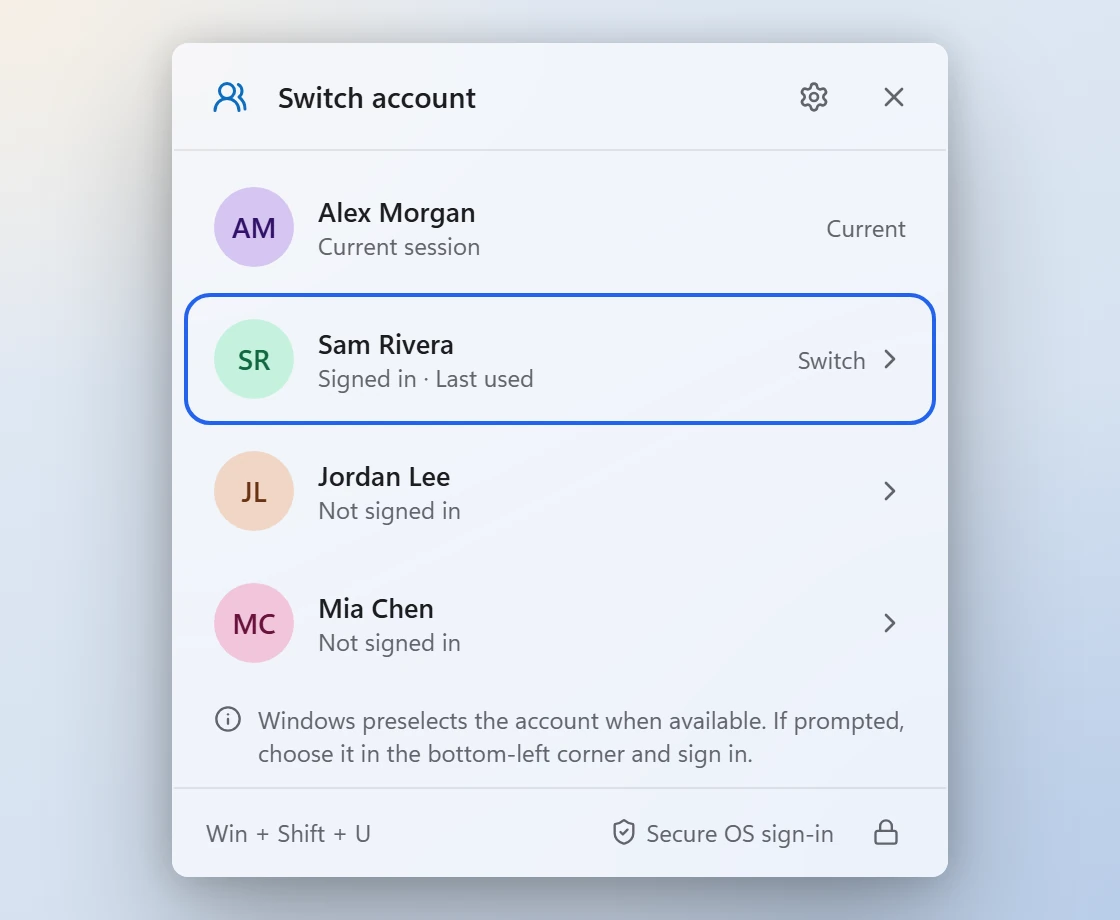 Switch account
AM
Alex Morgan
Current session
Current
SR
Sam Rivera
Signed in · Last used
Switch
JL
Jordan Lee
Not signed in
MC
Mia Chen
Not signed in
Windows preselects the account when available. If prompted,
choose it in the bottom-left corner and sign in.
Win + Shift + U
Secure OS sign-in